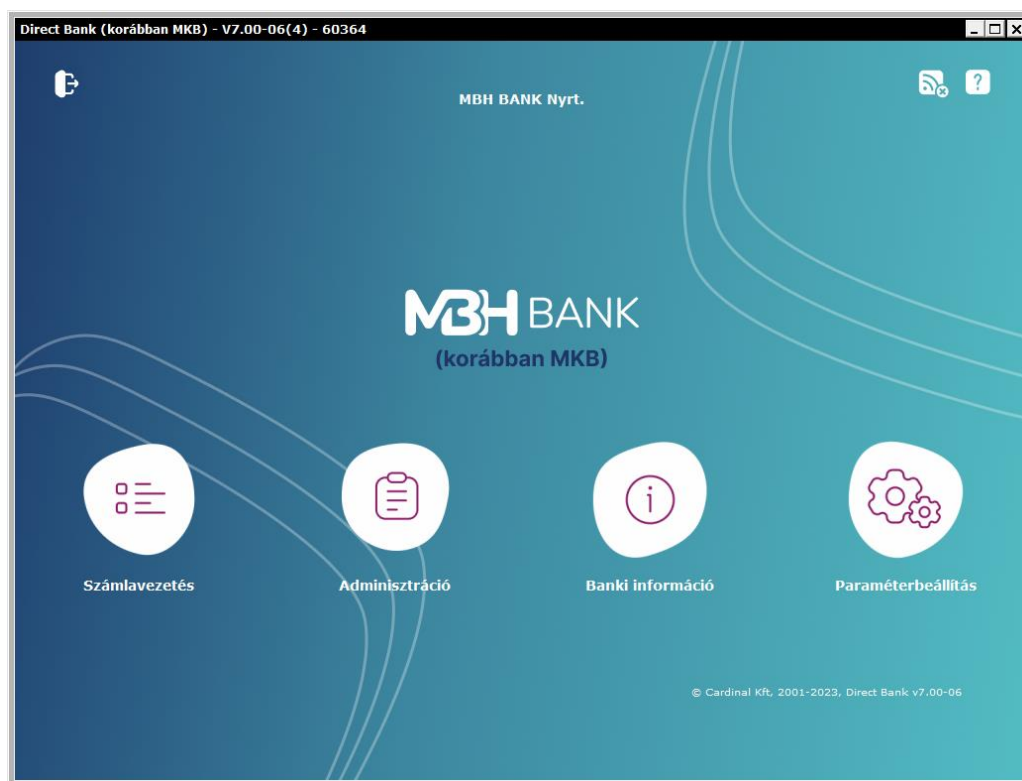 Direct Bank (korábban MKB) - V7.00-06(4) - 60364
MBH BANK Nyrt.
?
MBH BANK
(korábban MKB)
i
Számlavezetés
Adminisztráció
Banki információ
Paraméterbeállítás
© Cardinal Kft, 2001-2023, Direct Bank v7.00-06